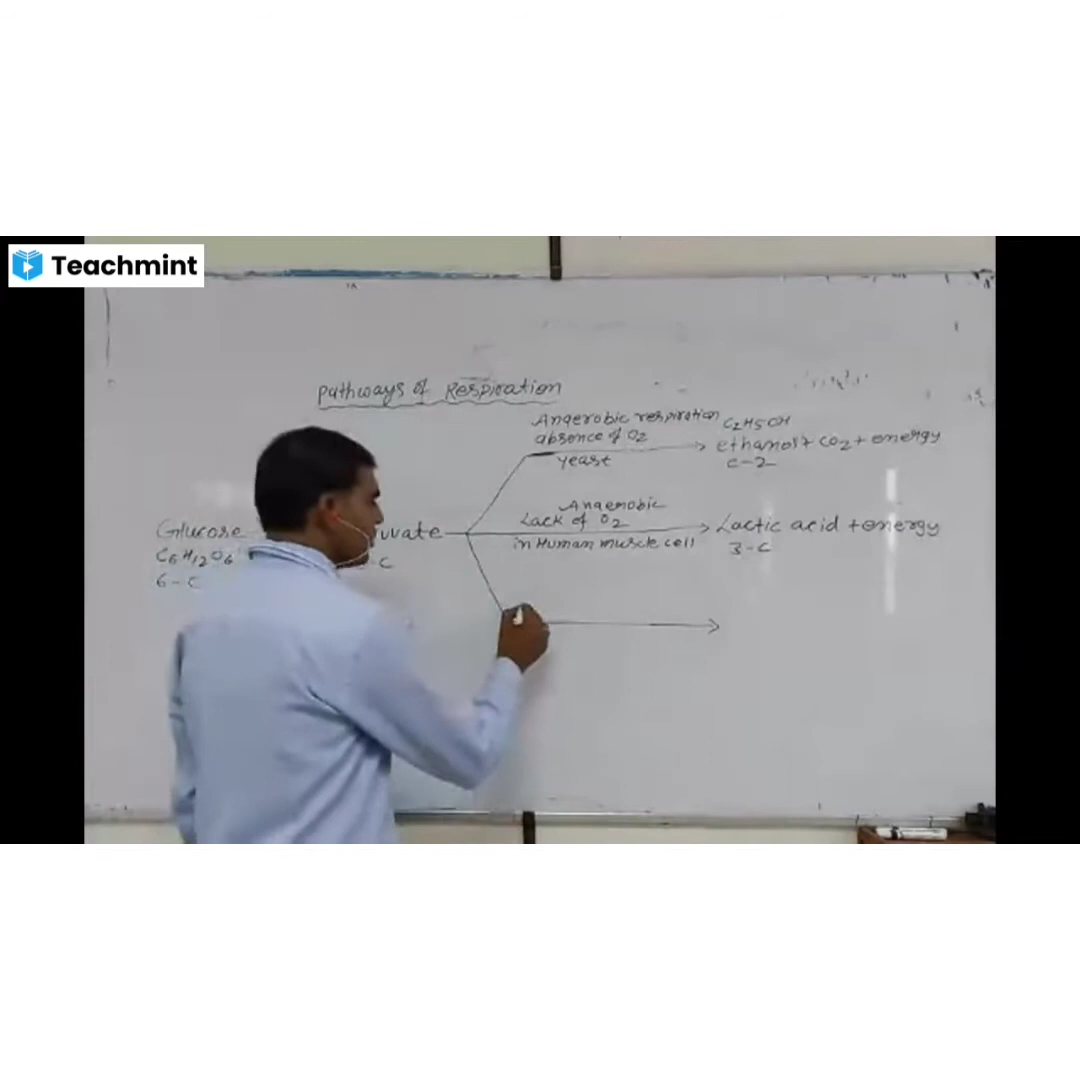 Teachmint
Pathways of Respiration
Anaerobic respiration
absence of O2
yeast
C2H5OH
ethanol + CO2 + energy
C-2
Glucose
C6H12O6
6-C
uvate
-C
Anaerobic
Lack of O2
in Human muscle cell
Lactic acid + energy
3-C